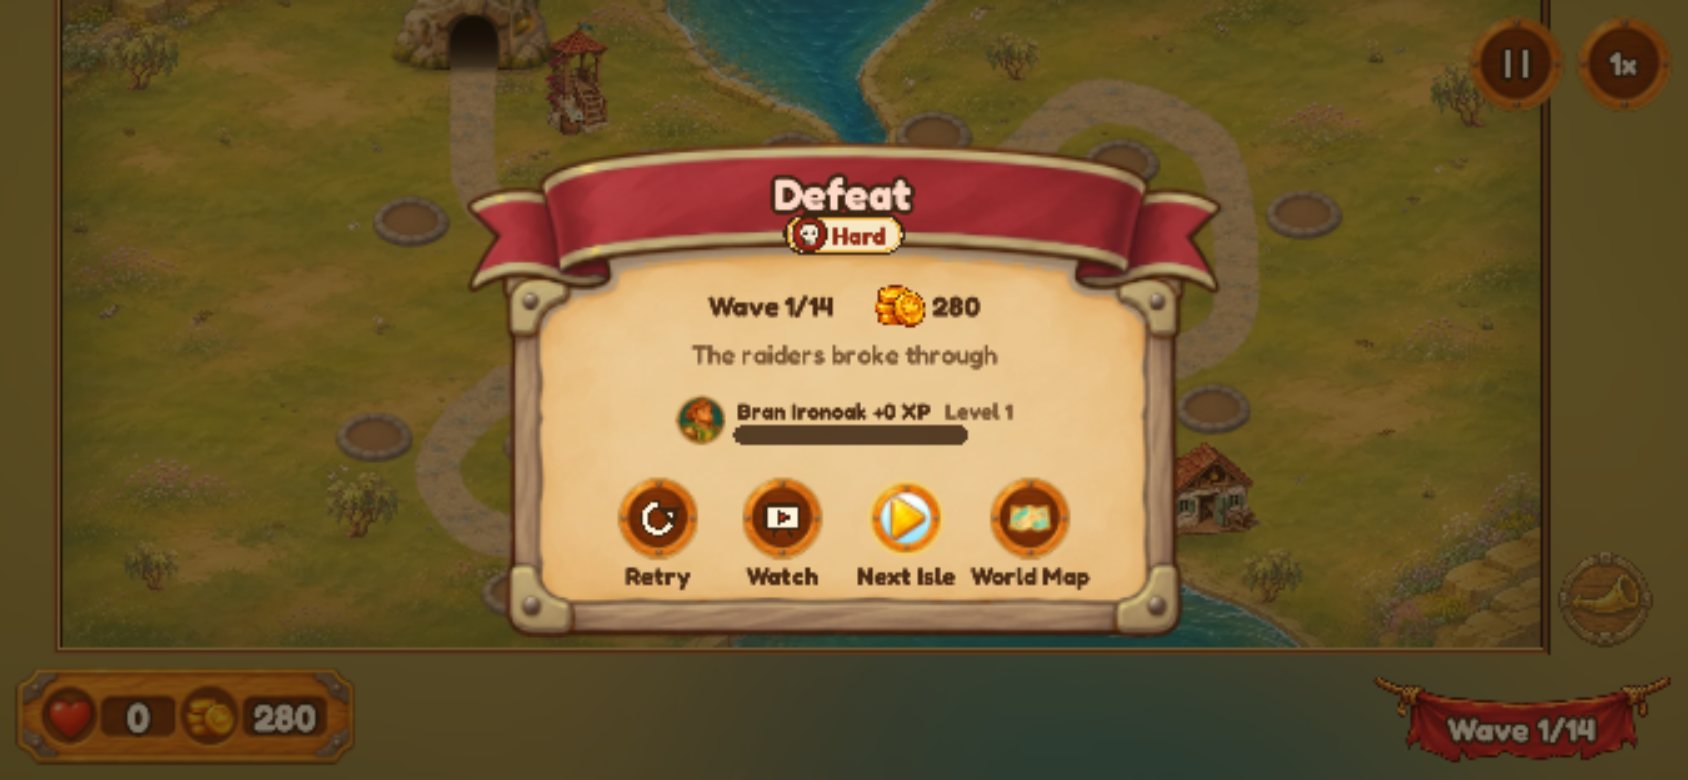 1x
Defeat
Hard
Wave 1/14 280
The raiders broke through
Bran Ironoak +0 XP Level 1
Retry Watch Next Isle World Map
0 280
Wave 1/14